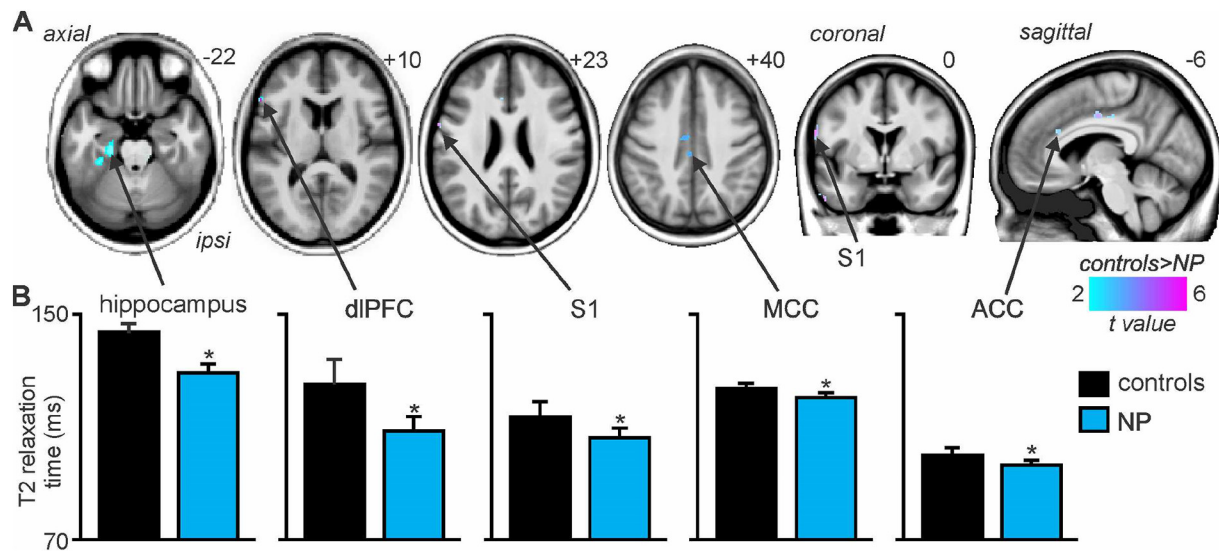 A
axial
-22
+10
+23
+40
coronal
0
sagittal
-6
ipsi
S1
controls>NP
2
6
t value
B
hippocampus
dlPFC
S1
MCC
ACC
150
T2 relaxation
time (ms)
70
*
*
*
*
*
controls
NP